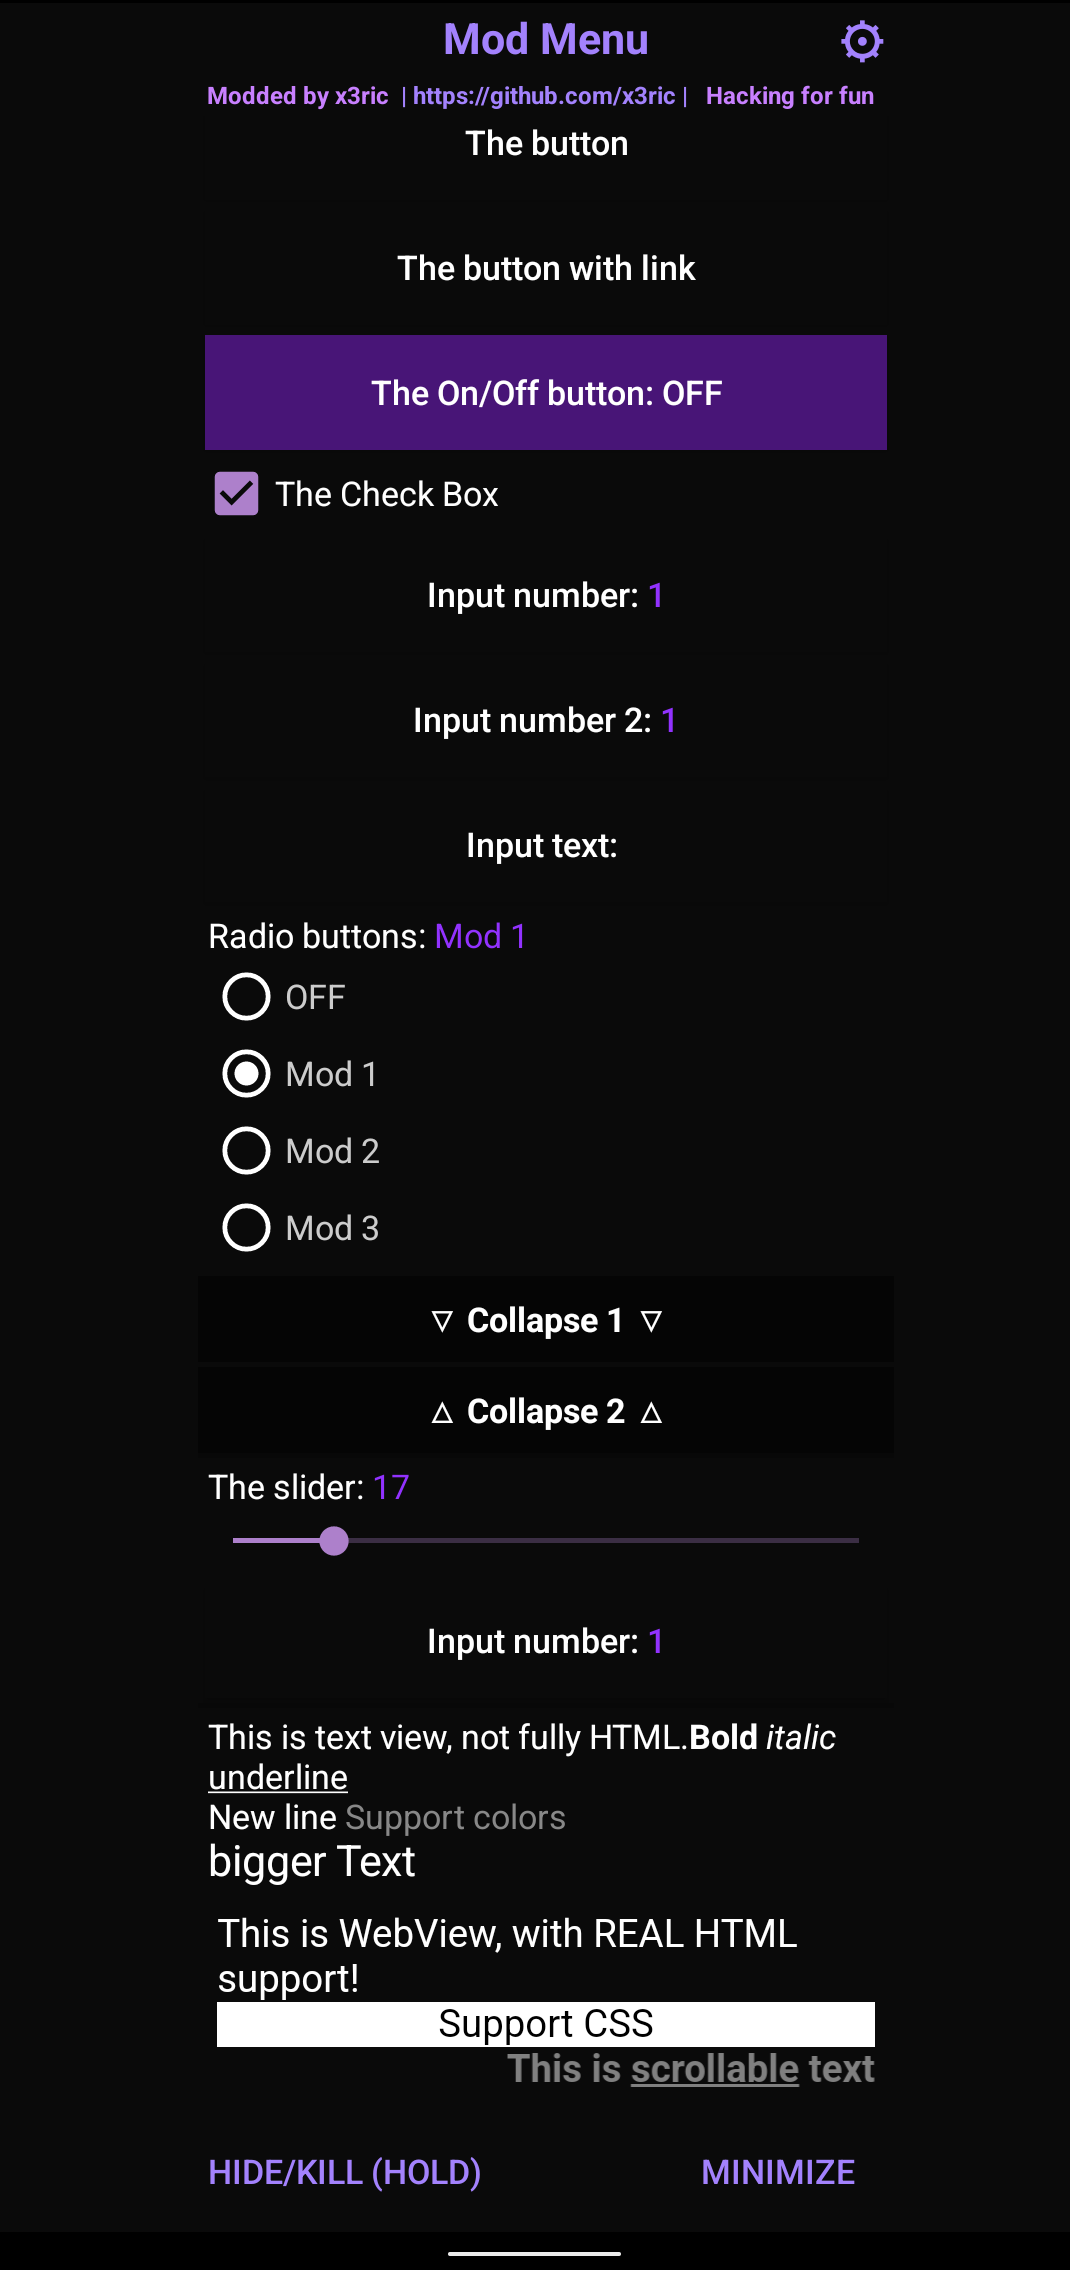 Mod Menu
Modded by x3ric | https://github.com/x3ric | Hacking for fun
The button
The button with link
The On/Off button: OFF
The Check Box
Input number: 1
Input number 2: 1
Input text:
Radio buttons: Mod 1
OFF
Mod 1
Mod 2
Mod 3
▽ Collapse 1 ▽
△ Collapse 2 △
The slider: 17
Input number: 1
This is text view, not fully HTML.Bold italic
underline
New line Support colors
bigger Text
This is WebView, with REAL HTML
support!
Support CSS
This is scrollable text
HIDE/KILL (HOLD) MINIMIZE